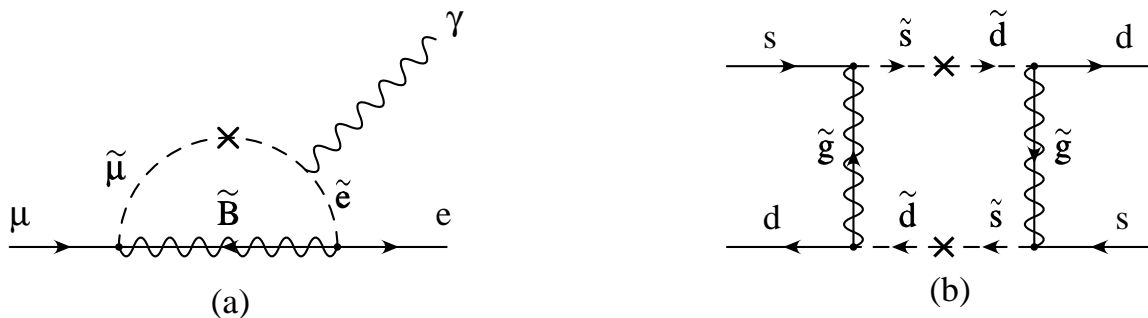 γ
μ̃
B̃
ẽ
μ
e
(a)
s
s̃
d̃
d
g̃
g̃
d
d̃
s̃
s
(b)